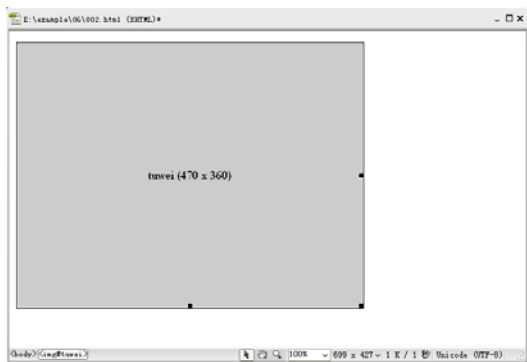 E:\example\06\002.html (XHTML)*
tuwei (470 x 360)
<body><img#tuwei> 100% 699 x 427 1 K / 1 秒 Unicode (UTF-8)